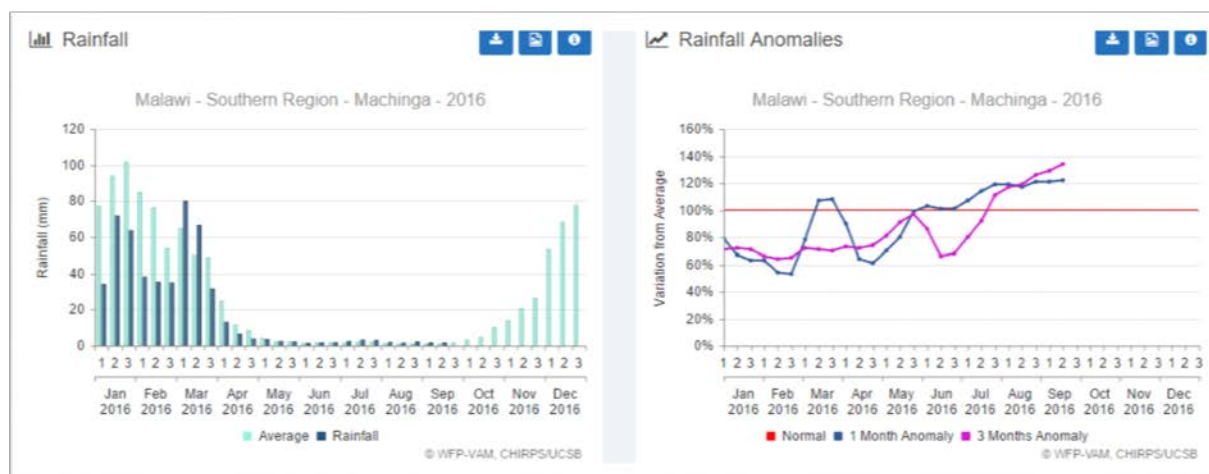 Rainfall
Malawi - Southern Region - Machinga - 2016
Rainfall (mm)
120
100
80
60
40
20
0
1 2 3 1 2 3 1 2 3 1 2 3 1 2 3 1 2 3 1 2 3 1 2 3 1 2 3 1 2 3 1 2 3 1 2 3
Jan Feb Mar Apr May Jun Jul Aug Sep Oct Nov Dec
2016 2016 2016 2016 2016 2016 2016 2016 2016 2016 2016 2016
Average Rainfall
© WFP-VAM, CHIRPS/UCSB
Rainfall Anomalies
Malawi - Southern Region - Machinga - 2016
Variation from Average
160%
140%
120%
100%
80%
60%
40%
20%
0%
1 2 3 1 2 3 1 2 3 1 2 3 1 2 3 1 2 3 1 2 3 1 2 3 1 2 3 1 2 3 1 2 3 1 2 3
Jan Feb Mar Apr May Jun Jul Aug Sep Oct Nov Dec
2016 2016 2016 2016 2016 2016 2016 2016 2016 2016 2016 2016
Normal 1 Month Anomaly 3 Months Anomaly
© WFP-VAM, CHIRPS/UCSB